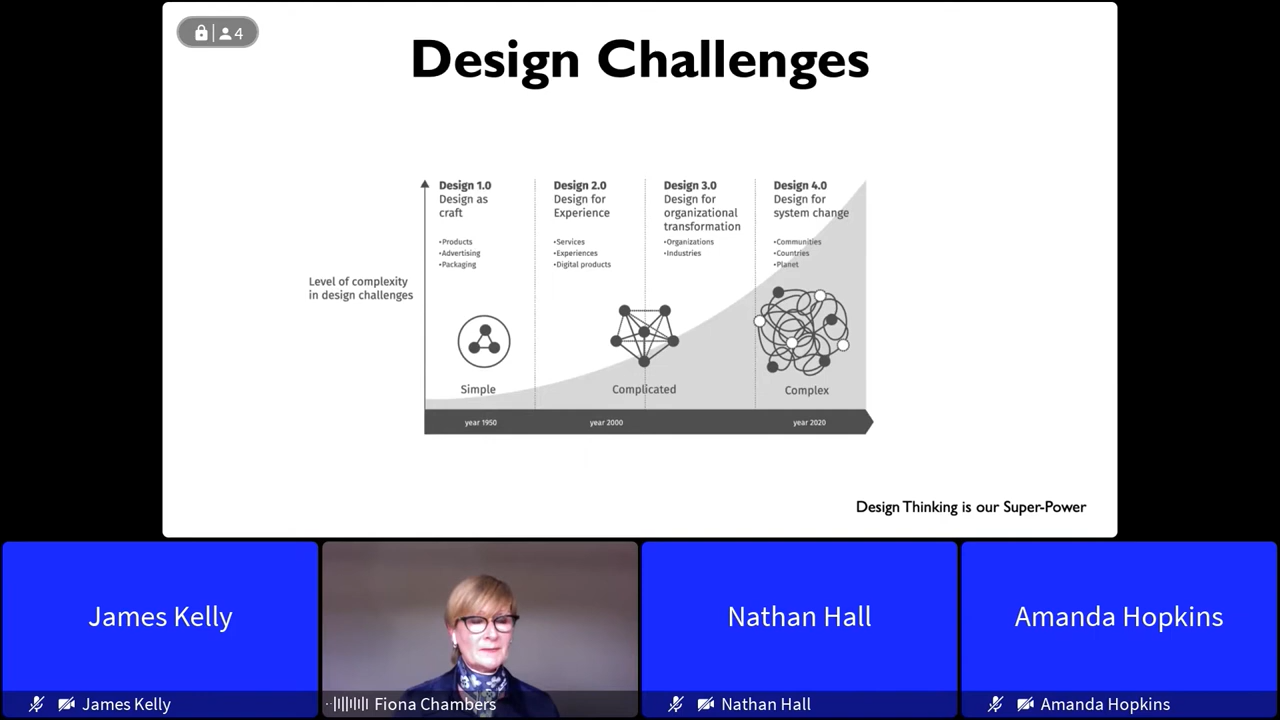 4
Design Challenges
Design 1.0
Design as
craft
•Products
•Advertising
•Packaging
Design 2.0
Design for
Experience
•Services
•Experiences
•Digital products
Design 3.0
Design for
organizational
transformation
•Organizations
•Industries
Design 4.0
Design for
system change
•Communities
•Countries
•Planet
Level of complexity
in design challenges
Simple
Complicated
Complex
year 1950
year 2000
year 2020
Design Thinking is our Super-Power
James Kelly
Nathan Hall
Amanda Hopkins
James Kelly
Fiona Chambers
Nathan Hall
Amanda Hopkins